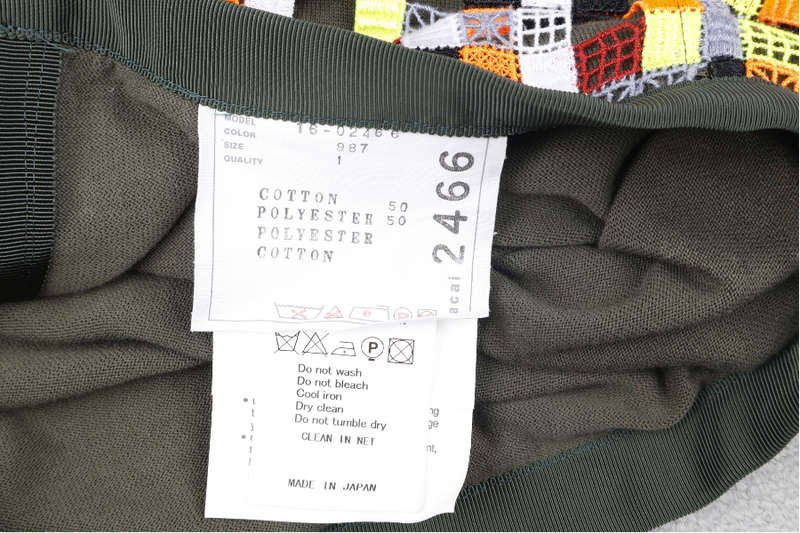 MODEL 16-02466
COLOR 987
SIZE 1
QUALITY
COTTON 50
POLYESTER 50
POLYESTER
COTTON
acai 2466
P
Do not wash
Do not bleach
Cool iron
Dry clean
Do not tumble dry
CLEAN IN NET
MADE IN JAPAN